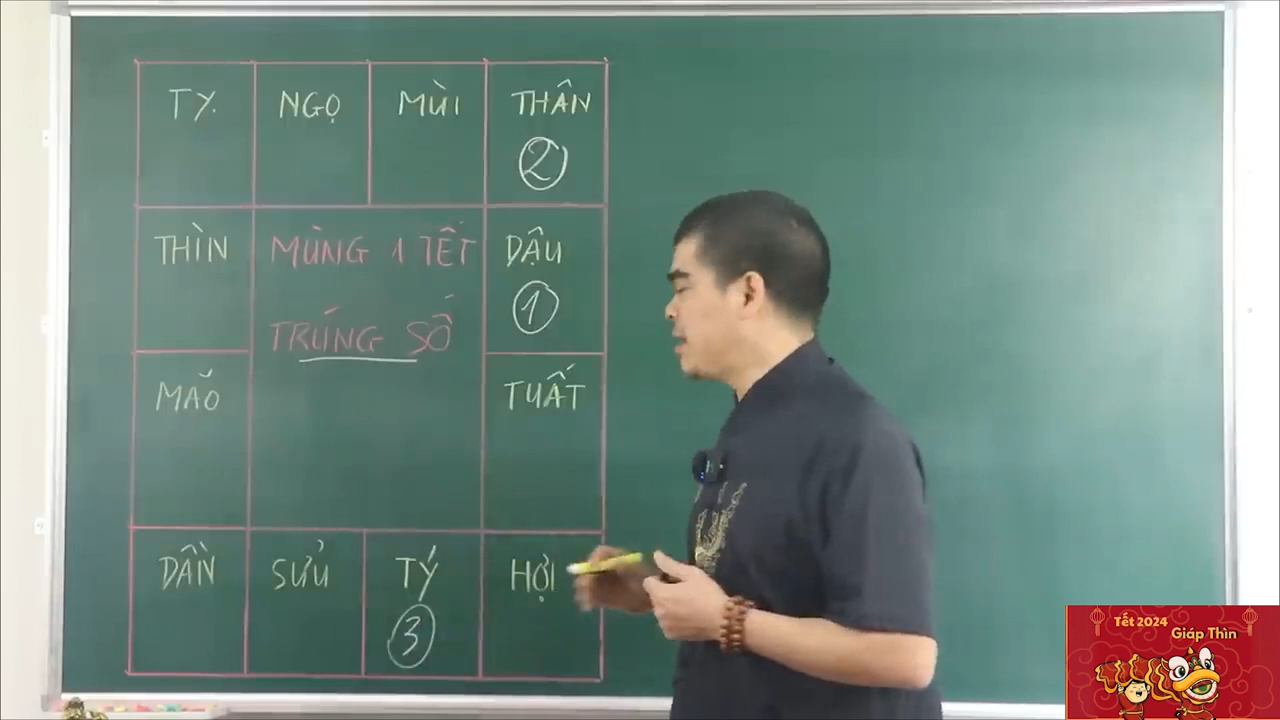 TỴ
NGỌ
MÙI
THÂN
2
THÌN
MÙNG 1 TẾT
TRÚNG SỐ
DẬU
1
MÃO
TUẤT
DẦN
SỬU
TÝ
3
HỢI
Tết 2024
Giáp Thìn